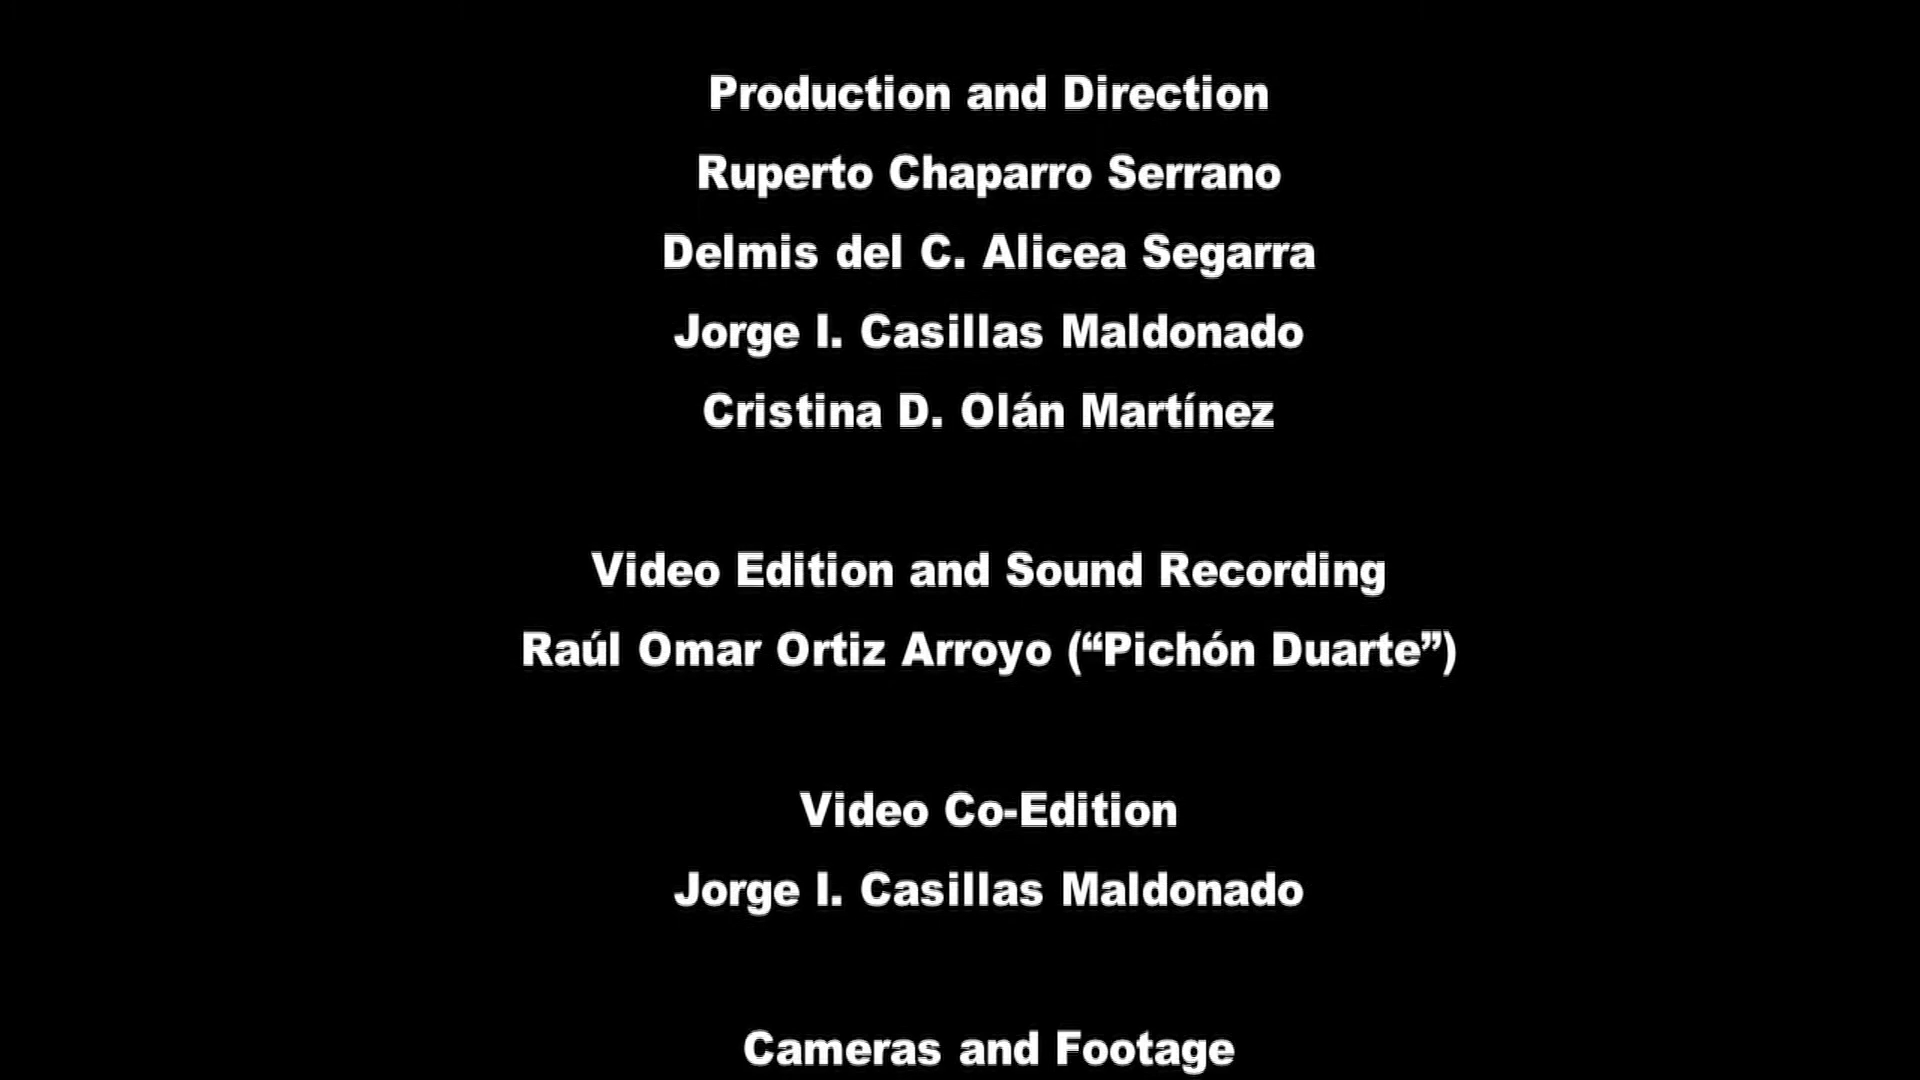 Production and Direction
Ruperto Chaparro Serrano
Delmis del C. Alicea Segarra
Jorge I. Casillas Maldonado
Cristina D. Olán Martínez
Video Edition and Sound Recording
Raúl Omar Ortiz Arroyo (“Pichón Duarte”)
Video Co-Edition
Jorge I. Casillas Maldonado
Cameras and Footage